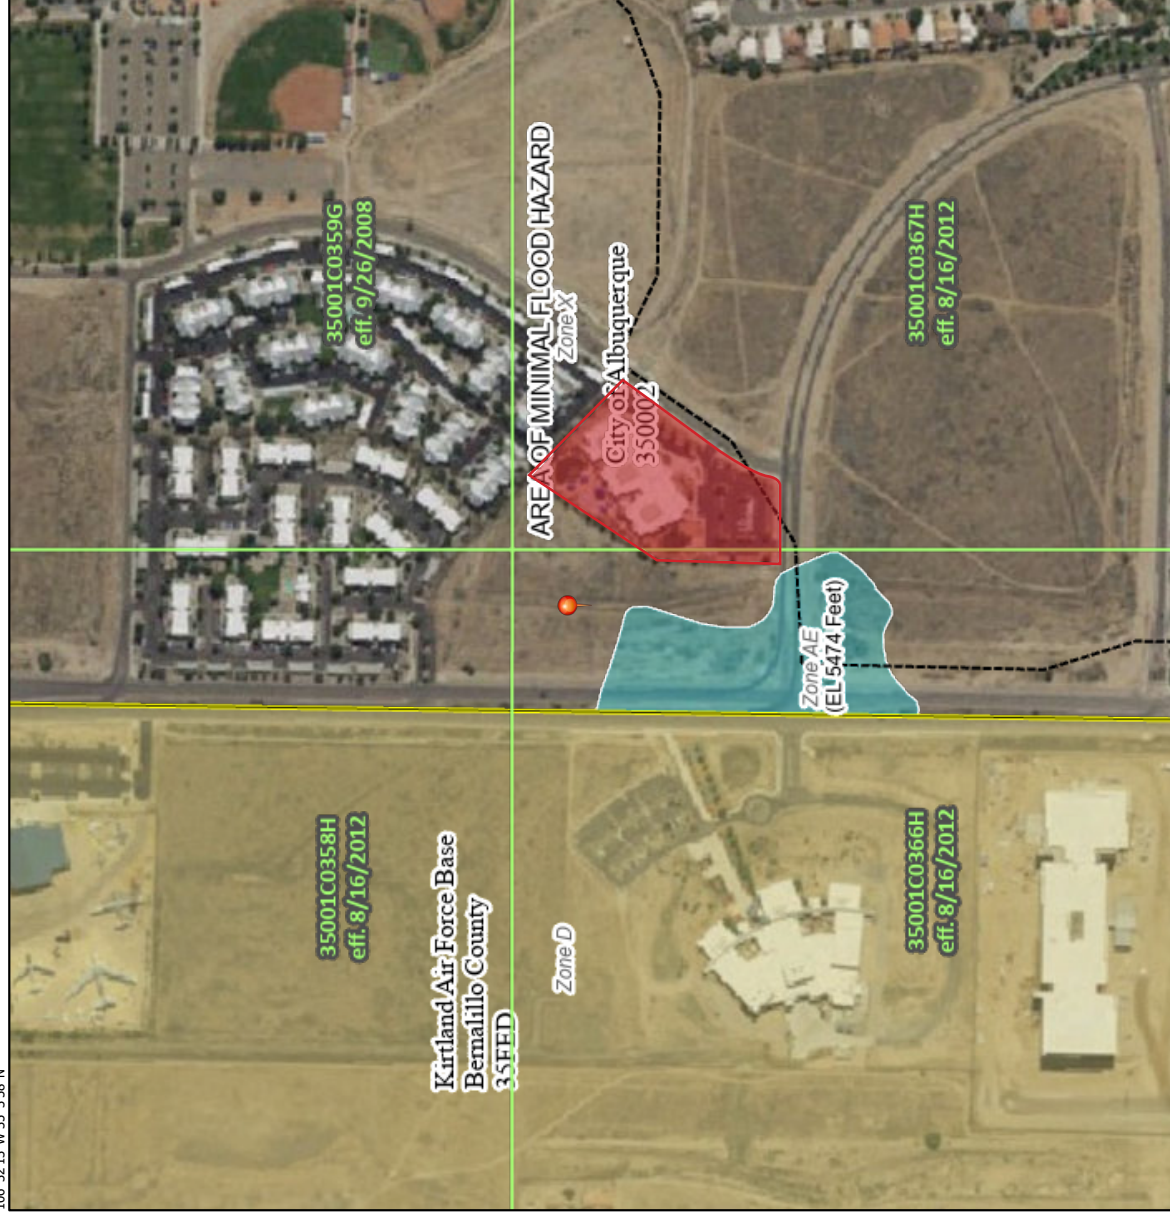 35001C0358H
eff. 8/16/2012
35001C0359G
eff. 9/26/2008
Kirtland Air Force Base
Bernalillo County
AREA OF MINIMAL FLOOD HAZARD
Zone X
Zone D
City of Albuquerque
350002
Zone AE
(EL 5474 Feet)
35001C0366H
eff. 8/16/2012
35001C0367H
eff. 8/16/2012